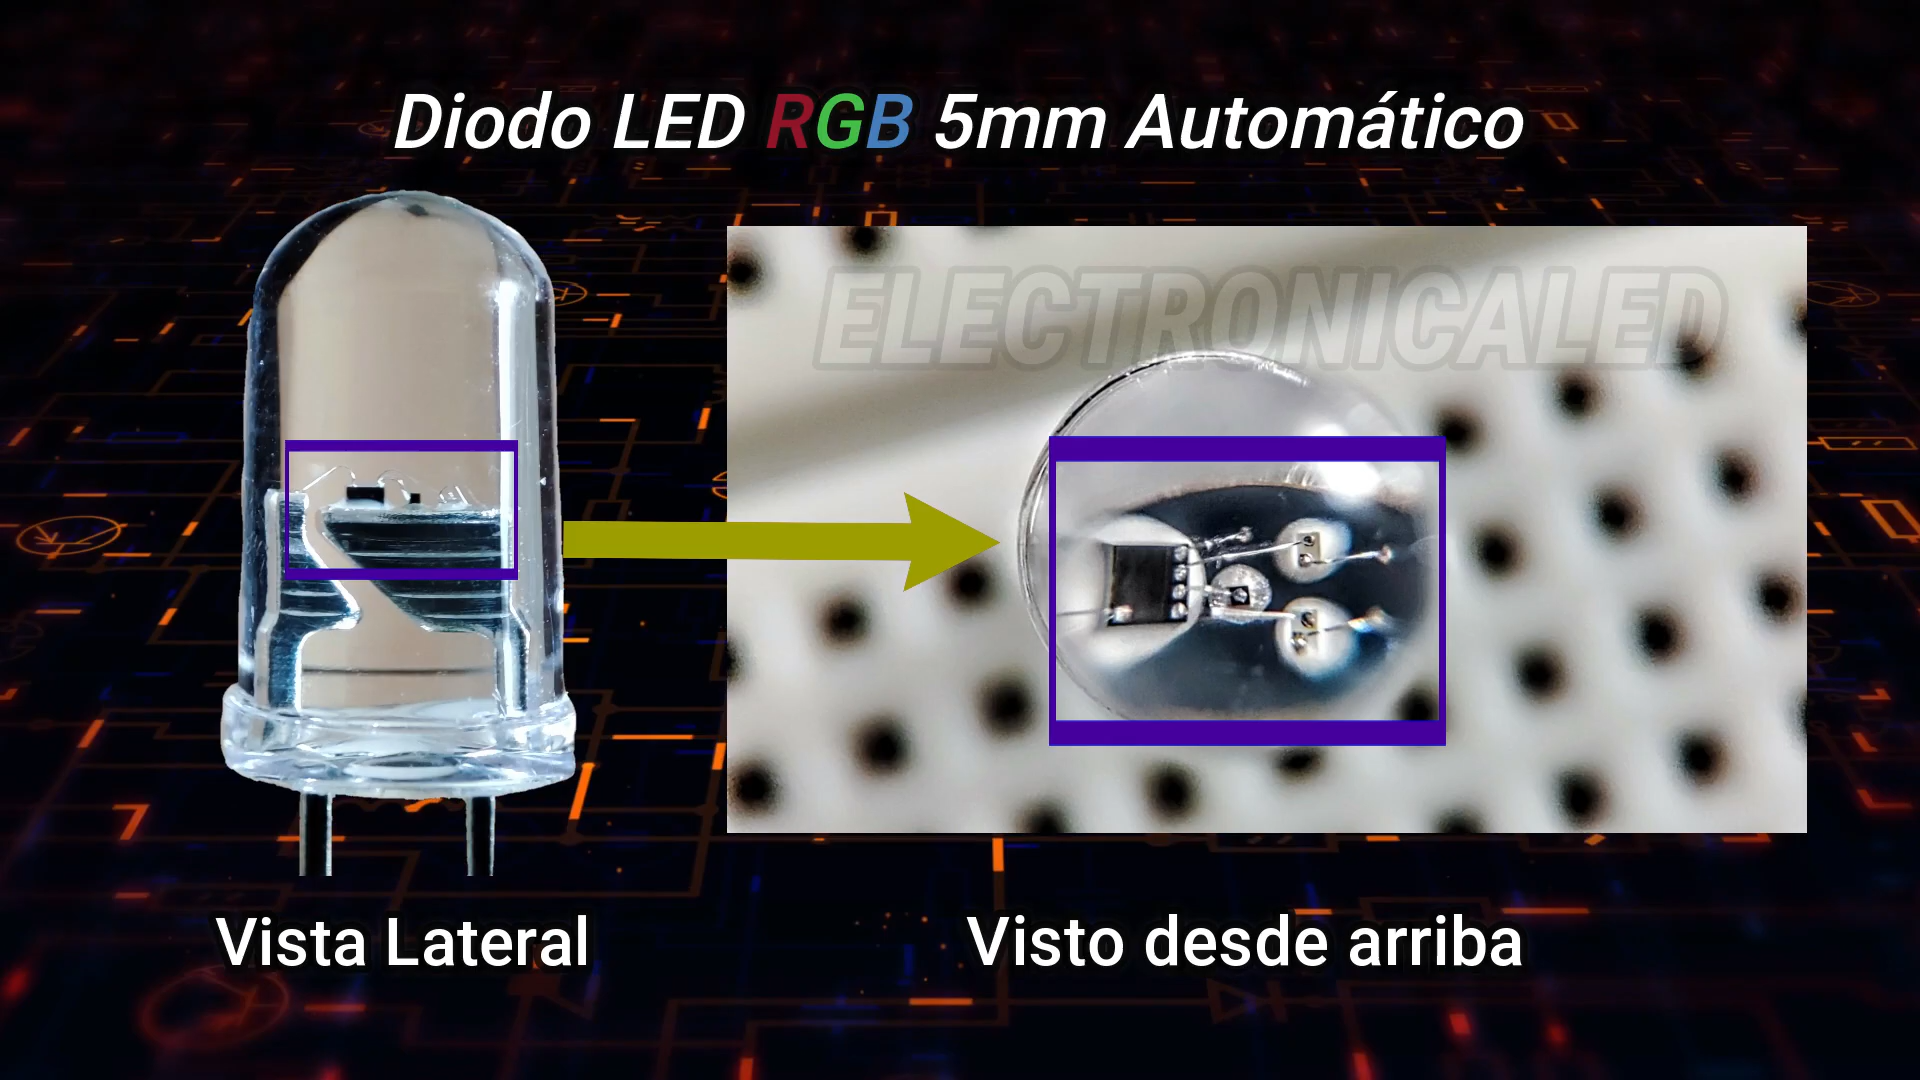 Diodo LED RGB 5mm Automático
ELECTRONICALED
Vista Lateral
Visto desde arriba